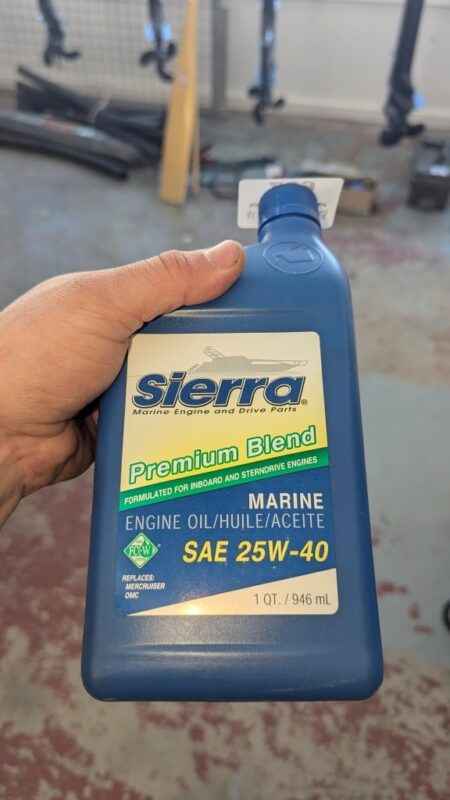 Sierra®
Marine Engine and Drive Parts
Premium Blend
FORMULATED FOR INBOARD AND STERNDRIVE ENGINES
MARINE
ENGINE OIL/HUILE/ACEITE
FC-W
SAE 25W-40
REPLACES:
MERCRUISER
OMC
1 QT. / 946 mL